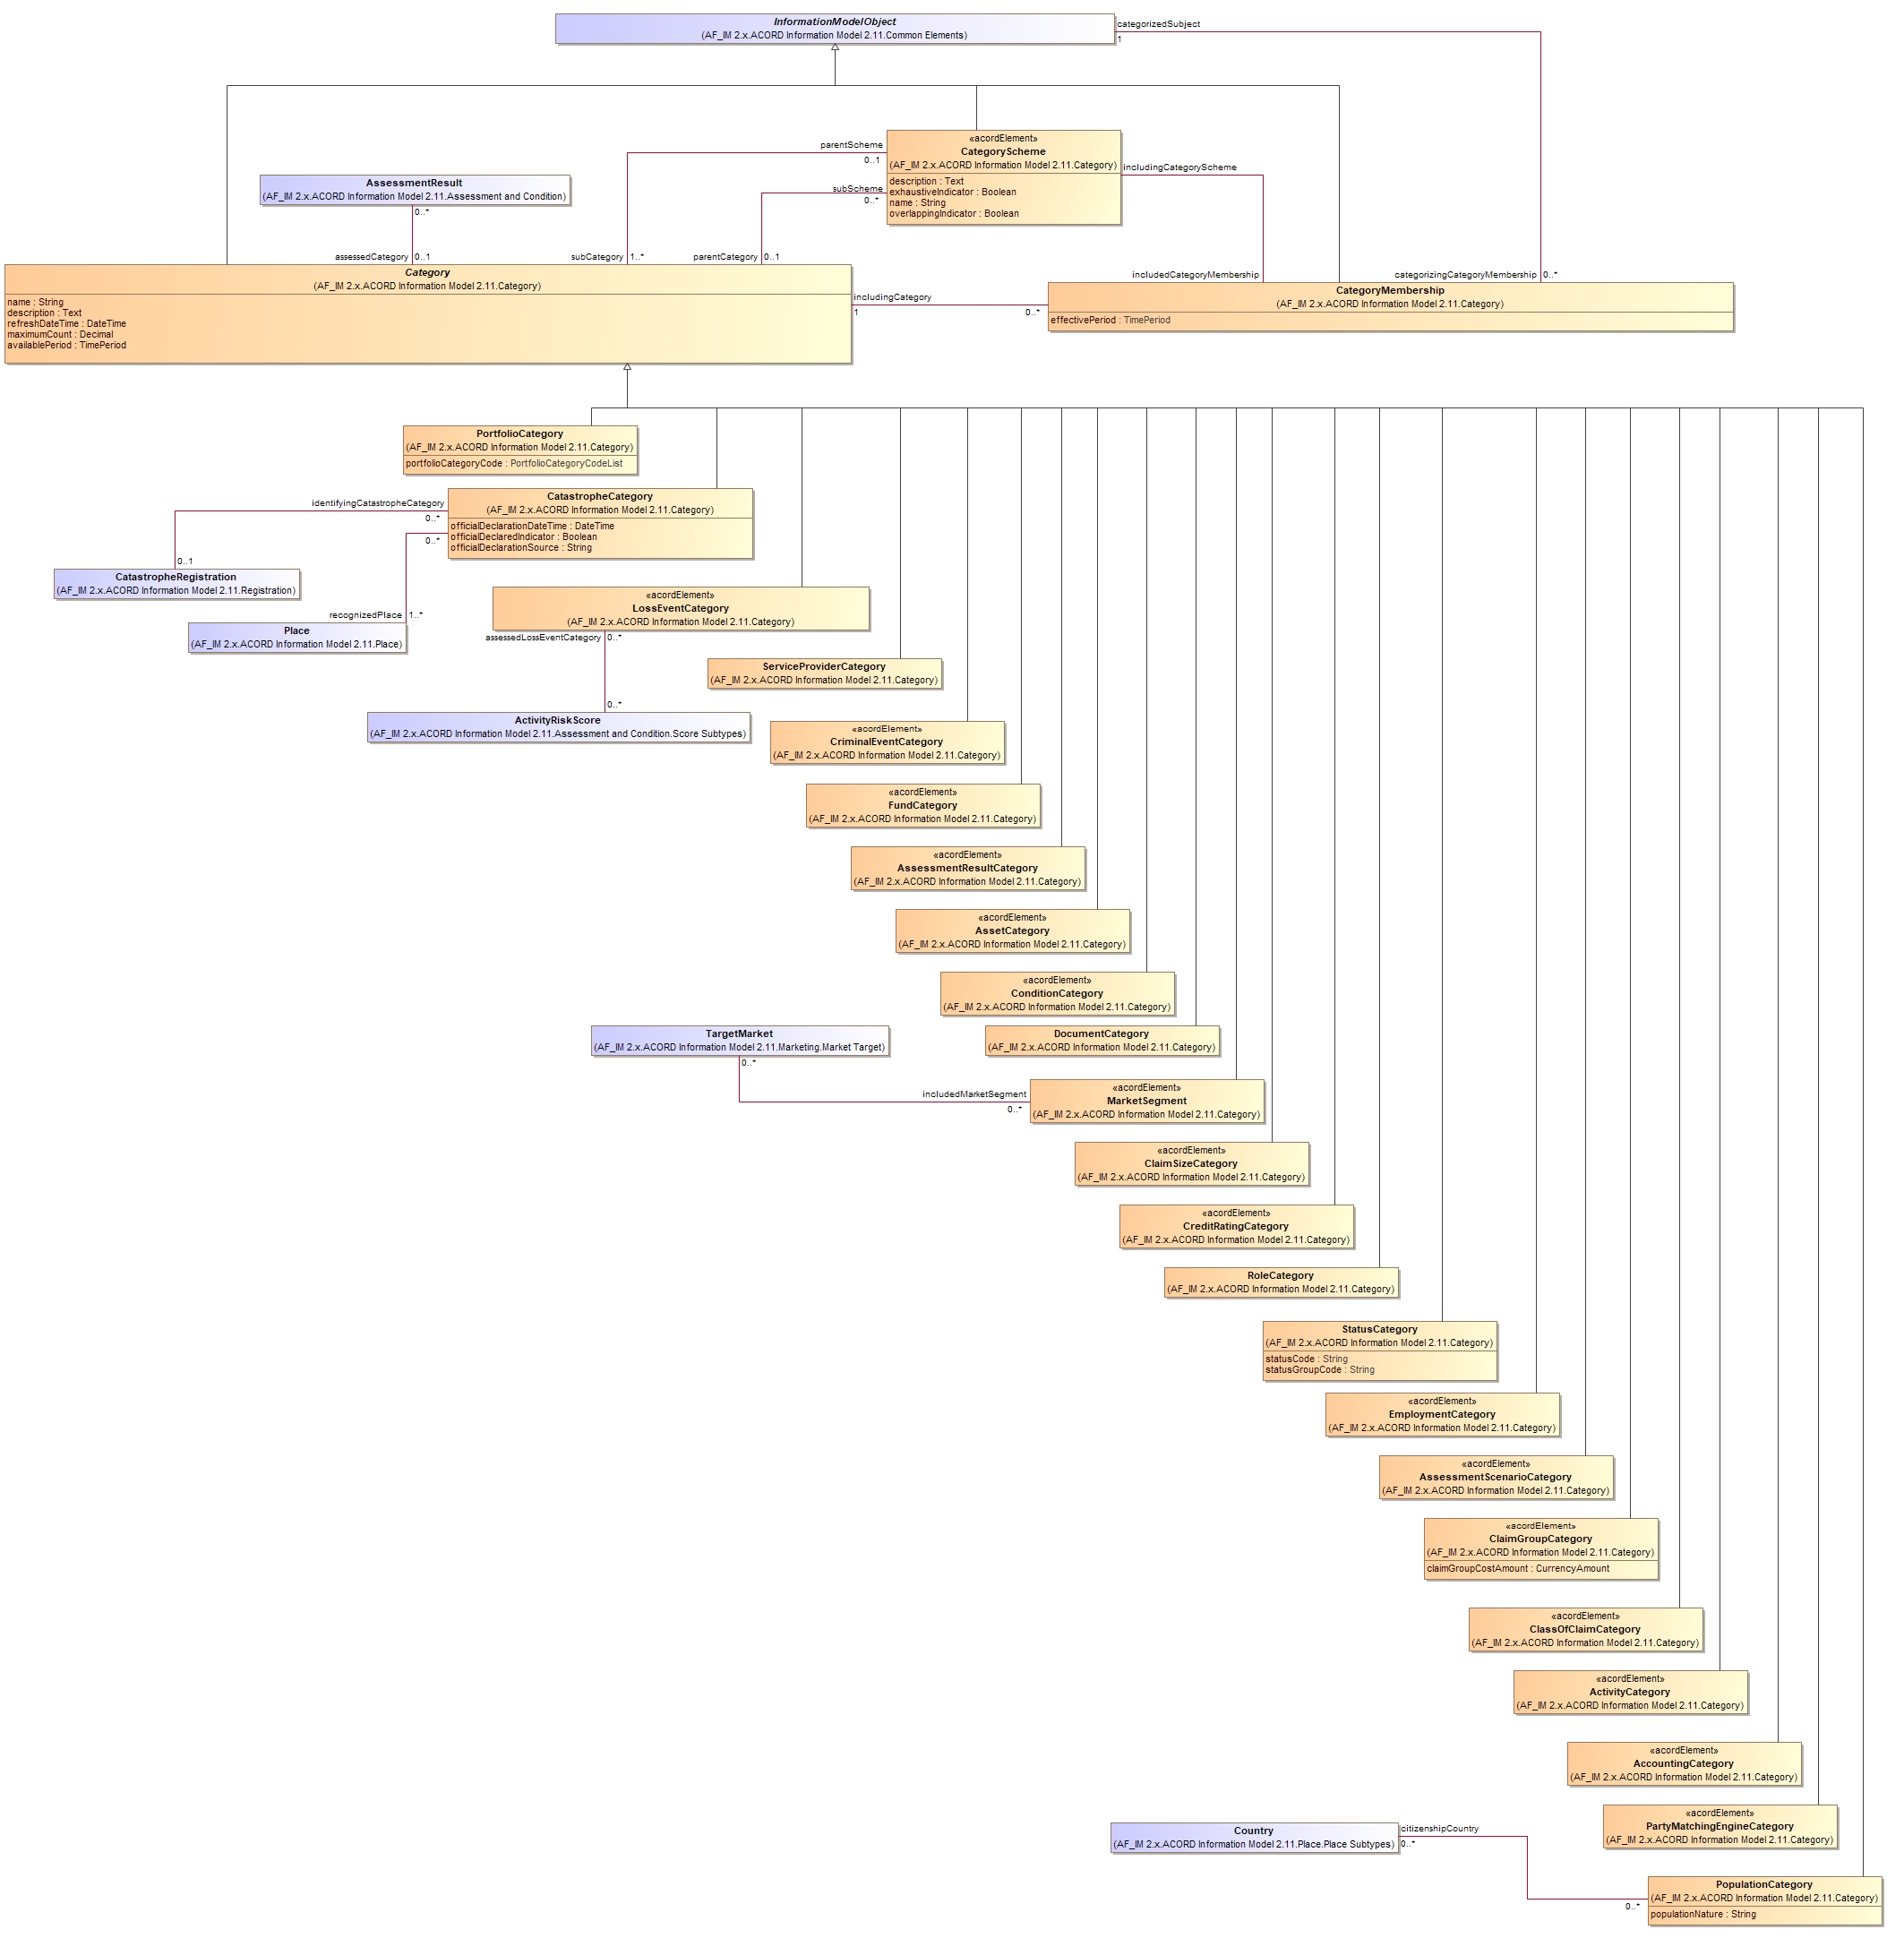 InformationModelObject
(AF_IM 2.x.ACORD Information Model 2.11.Common Elements)
categorizedSubject
1
«acordElement»
CategoryScheme
(AF_IM 2.x.ACORD Information Model 2.11.Category)
description : Text
exhaustiveIndicator : Boolean
name : String
overlappingIndicator : Boolean
parentScheme
0..1
subScheme
0..*
includingCategoryScheme
AssessmentResult
(AF_IM 2.x.ACORD Information Model 2.11.Assessment and Condition)
0..*
assessedCategory
0..1
subCategory
1..*
parentCategory
0..1
includedCategoryMembership
categorizingCategoryMembership
0..*
Category
(AF_IM 2.x.ACORD Information Model 2.11.Category)
name : String
description : Text
refreshDateTime : DateTime
maximumCount : Decimal
availablePeriod : TimePeriod
includingCategory
1
0..*
CategoryMembership
(AF_IM 2.x.ACORD Information Model 2.11.Category)
effectivePeriod : TimePeriod
PortfolioCategory
(AF_IM 2.x.ACORD Information Model 2.11.Category)
portfolioCategoryCode : PortfolioCategoryCodeList
CatastropheCategory
(AF_IM 2.x.ACORD Information Model 2.11.Category)
officialDeclarationDateTime : DateTime
officialDeclaredIndicator : Boolean
officialDeclarationSource : String
identifyingCatastropheCategory
0..*
0..*
0..1
CatastropheRegistration
(AF_IM 2.x.ACORD Information Model 2.11.Registration)
recognizedPlace
1..*
Place
(AF_IM 2.x.ACORD Information Model 2.11.Place)
«acordElement»
LossEventCategory
(AF_IM 2.x.ACORD Information Model 2.11.Category)
assessedLossEventCategory
0..*
0..*
ServiceProviderCategory
(AF_IM 2.x.ACORD Information Model 2.11.Category)
ActivityRiskScore
(AF_IM 2.x.ACORD Information Model 2.11.Assessment and Condition.Score Subtypes)
«acordElement»
CriminalEventCategory
(AF_IM 2.x.ACORD Information Model 2.11.Category)
«acordElement»
FundCategory
(AF_IM 2.x.ACORD Information Model 2.11.Category)
«acordElement»
AssessmentResultCategory
(AF_IM 2.x.ACORD Information Model 2.11.Category)
«acordElement»
AssetCategory
(AF_IM 2.x.ACORD Information Model 2.11.Category)
«acordElement»
ConditionCategory
(AF_IM 2.x.ACORD Information Model 2.11.Category)
TargetMarket
(AF_IM 2.x.ACORD Information Model 2.11.Marketing.Market Target)
0..*
DocumentCategory
(AF_IM 2.x.ACORD Information Model 2.11.Category)
includedMarketSegment
0..*
«acordElement»
MarketSegment
(AF_IM 2.x.ACORD Information Model 2.11.Category)
«acordElement»
ClaimSizeCategory
(AF_IM 2.x.ACORD Information Model 2.11.Category)
«acordElement»
CreditRatingCategory
(AF_IM 2.x.ACORD Information Model 2.11.Category)
RoleCategory
(AF_IM 2.x.ACORD Information Model 2.11.Category)
StatusCategory
(AF_IM 2.x.ACORD Information Model 2.11.Category)
statusCode : String
statusGroupCode : String
«acordElement»
EmploymentCategory
(AF_IM 2.x.ACORD Information Model 2.11.Category)
«acordElement»
AssessmentScenarioCategory
(AF_IM 2.x.ACORD Information Model 2.11.Category)
«acordElement»
ClaimGroupCategory
(AF_IM 2.x.ACORD Information Model 2.11.Category)
claimGroupCostAmount : CurrencyAmount
«acordElement»
ClassOfClaimCategory
(AF_IM 2.x.ACORD Information Model 2.11.Category)
«acordElement»
ActivityCategory
(AF_IM 2.x.ACORD Information Model 2.11.Category)
«acordElement»
AccountingCategory
(AF_IM 2.x.ACORD Information Model 2.11.Category)
«acordElement»
PartyMatchingEngineCategory
(AF_IM 2.x.ACORD Information Model 2.11.Category)
Country
(AF_IM 2.x.ACORD Information Model 2.11.Place.Place Subtypes)
citizenshipCountry
0..*
0..*
PopulationCategory
(AF_IM 2.x.ACORD Information Model 2.11.Category)
populationNature : String